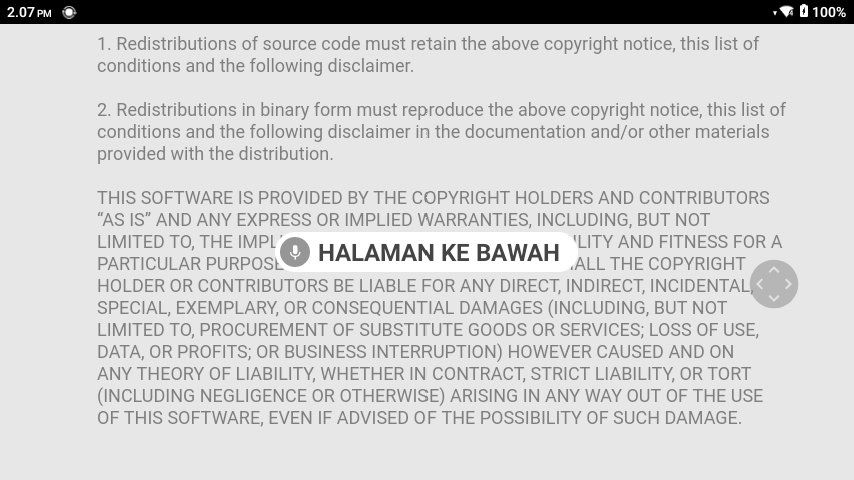 2.07 PM 100%
1. Redistributions of source code must retain the above copyright notice, this list of
conditions and the following disclaimer.
2. Redistributions in binary form must reproduce the above copyright notice, this list of
conditions and the following disclaimer in the documentation and/or other materials
provided with the distribution.
THIS SOFTWARE IS PROVIDED BY THE COPYRIGHT HOLDERS AND CONTRIBUTORS
“AS IS” AND ANY EXPRESS OR IMPLIED WARRANTIES, INCLUDING, BUT NOT
LIMITED TO, THE AND FITNESS FOR A
HALAMAN KE BAWAH
PARTICULAR PURPOSE THE COPYRIGHT
HOLDER OR CONTRIBUTORS BE LIABLE FOR ANY DIRECT, INDIRECT, INCIDENTAL,
SPECIAL, EXEMPLARY, OR CONSEQUENTIAL DAMAGES (INCLUDING, BUT NOT
LIMITED TO, PROCUREMENT OF SUBSTITUTE GOODS OR SERVICES; LOSS OF USE,
DATA, OR PROFITS; OR BUSINESS INTERRUPTION) HOWEVER CAUSED AND ON
ANY THEORY OF LIABILITY, WHETHER IN CONTRACT, STRICT LIABILITY, OR TORT
(INCLUDING NEGLIGENCE OR OTHERWISE) ARISING IN ANY WAY OUT OF THE USE
OF THIS SOFTWARE, EVEN IF ADVISED OF THE POSSIBILITY OF SUCH DAMAGE.